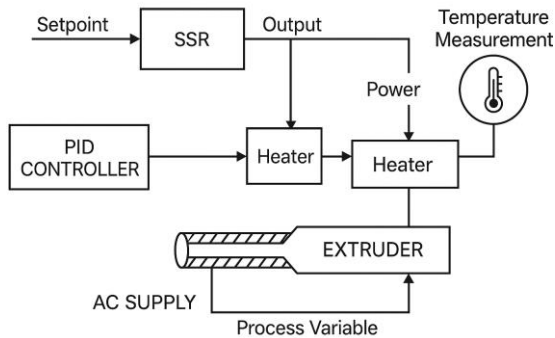 Setpoint
SSR
Output
Temperature
Measurement
Power
PID
CONTROLLER
Heater
Heater
EXTRUDER
AC SUPPLY
Process Variable